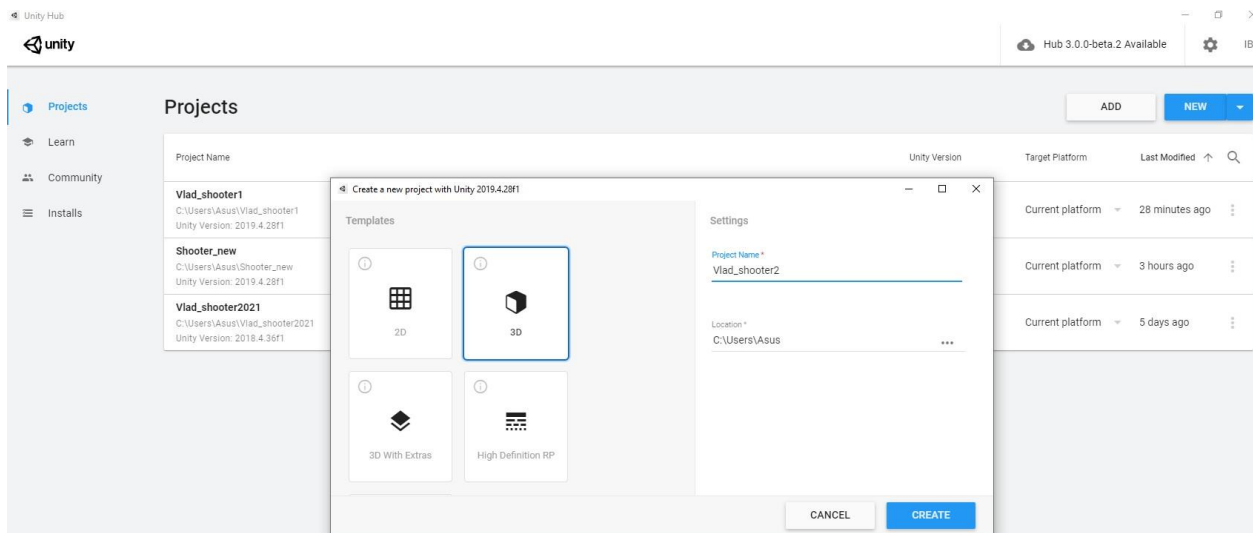 Unity Hub
unity
Hub 3.0.0-beta.2 Available
IB
Projects
Learn
Community
Installs
Projects
ADD
NEW
Project Name
Unity Version
Target Platform
Last Modified
Vlad_shooter1
C:\Users\Asus\Vlad_shooter1
Unity Version: 2019.4.28f1
Current platform
28 minutes ago
Shooter_new
C:\Users\Asus\Shooter_new
Unity Version: 2019.4.28f1
Current platform
3 hours ago
Vlad_shooter2021
C:\Users\Asus\Vlad_shooter2021
Unity Version: 2018.4.36f1
Current platform
5 days ago
Create a new project with Unity 2019.4.28f1
Templates
2D
3D
3D With Extras
High Definition RP
Settings
Project Name *
Vlad_shooter2
Location *
C:\Users\Asus
CANCEL
CREATE